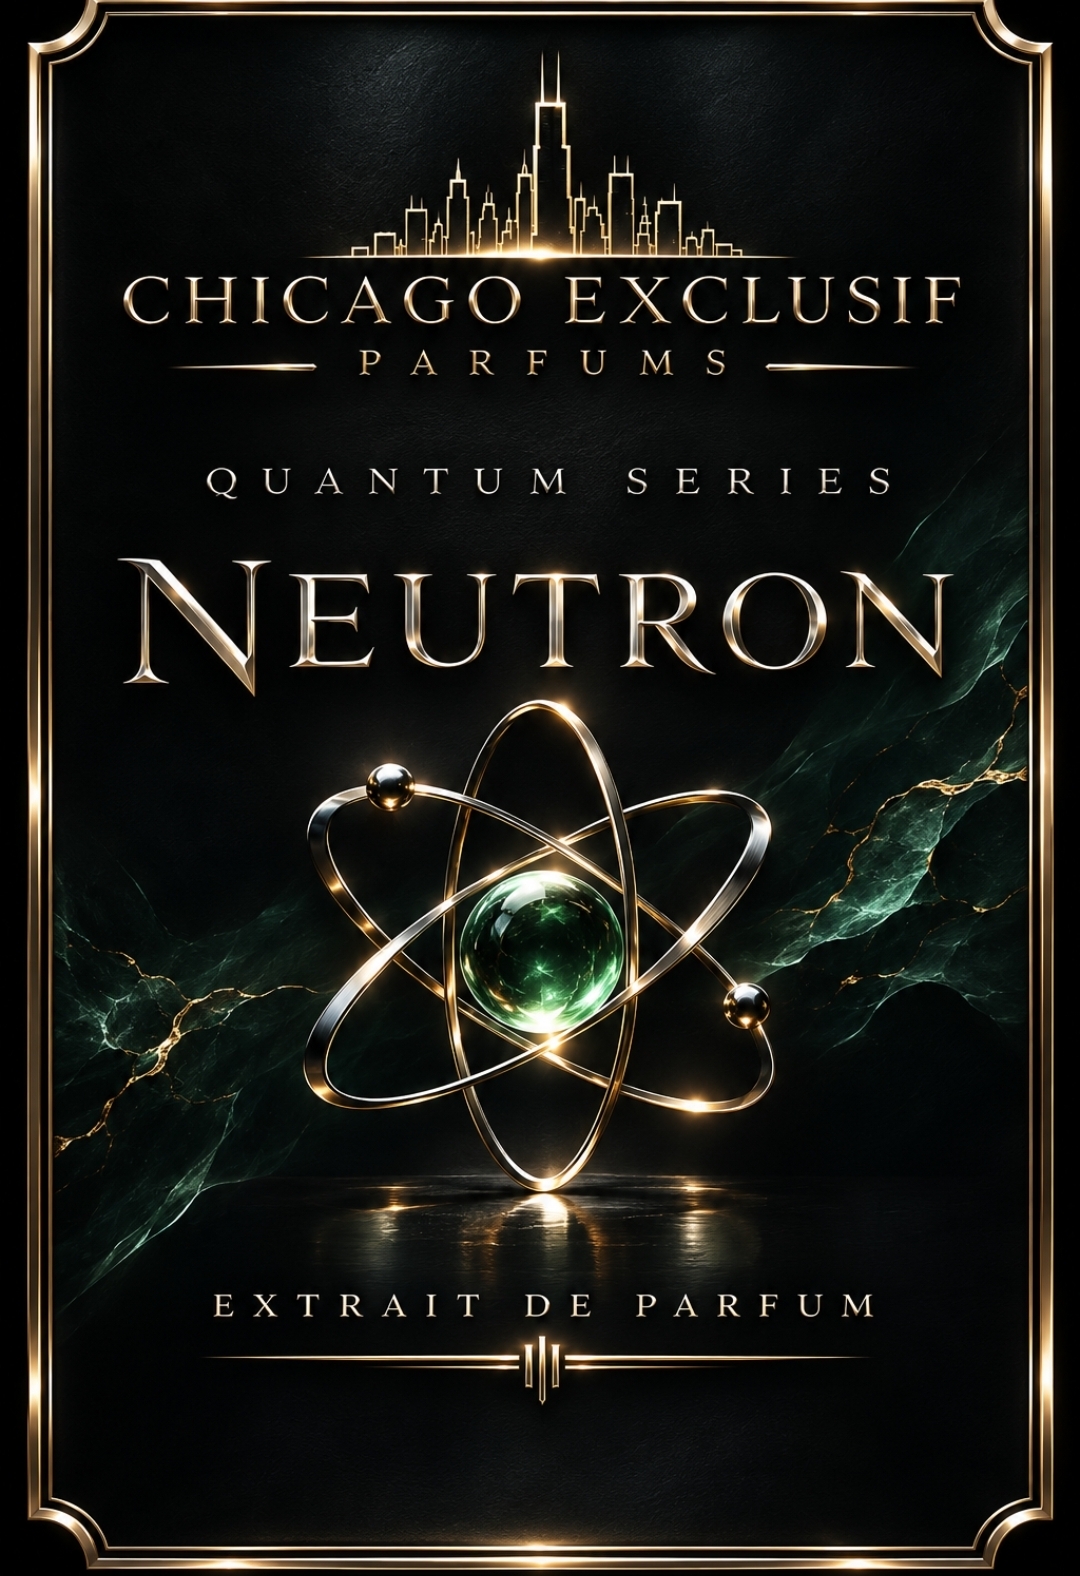 CHICAGO EXCLUSIF
PARFUMS
QUANTUM SERIES
NEUTRON
EXTRAIT DE PARFUM